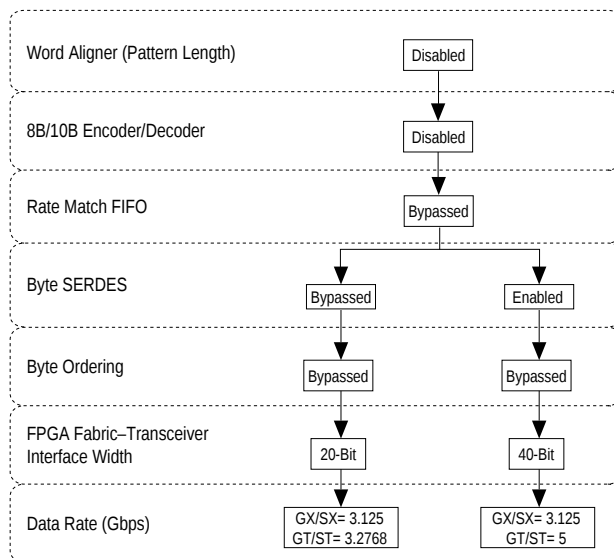 Word Aligner (Pattern Length)
Disabled
8B/10B Encoder/Decoder
Disabled
Rate Match FIFO
Bypassed
Byte SERDES
Bypassed
Enabled
Byte Ordering
Bypassed
Bypassed
FPGA Fabric–Transceiver
Interface Width
20-Bit
40-Bit
Data Rate (Gbps)
GX/SX= 3.125
GT/ST= 3.2768
GX/SX= 3.125
GT/ST= 5